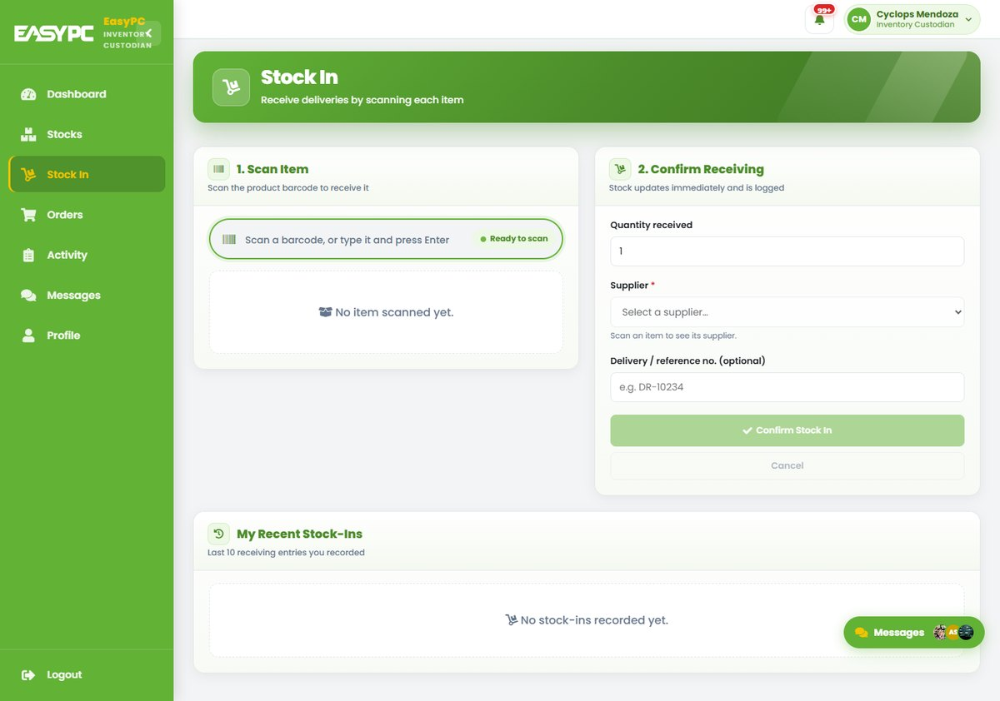 EASYPC
EasyPC
INVENTORY
CUSTODIAN
Dashboard
Stocks
Stock In
Orders
Activity
Messages
Profile
Logout
99+
CM
Cyclops Mendoza
Inventory Custodian
Stock In
Receive deliveries by scanning each item
1. Scan Item
Scan the product barcode to receive it
Scan a barcode, or type it and press Enter
Ready to scan
No item scanned yet.
2. Confirm Receiving
Stock updates immediately and is logged
Quantity received
1
Supplier *
Select a supplier...
Scan an item to see its supplier.
Delivery / reference no. (optional)
e.g. DR-10234
Confirm Stock In
Cancel
My Recent Stock-Ins
Last 10 receiving entries you recorded
No stock-ins recorded yet.
Messages
AS